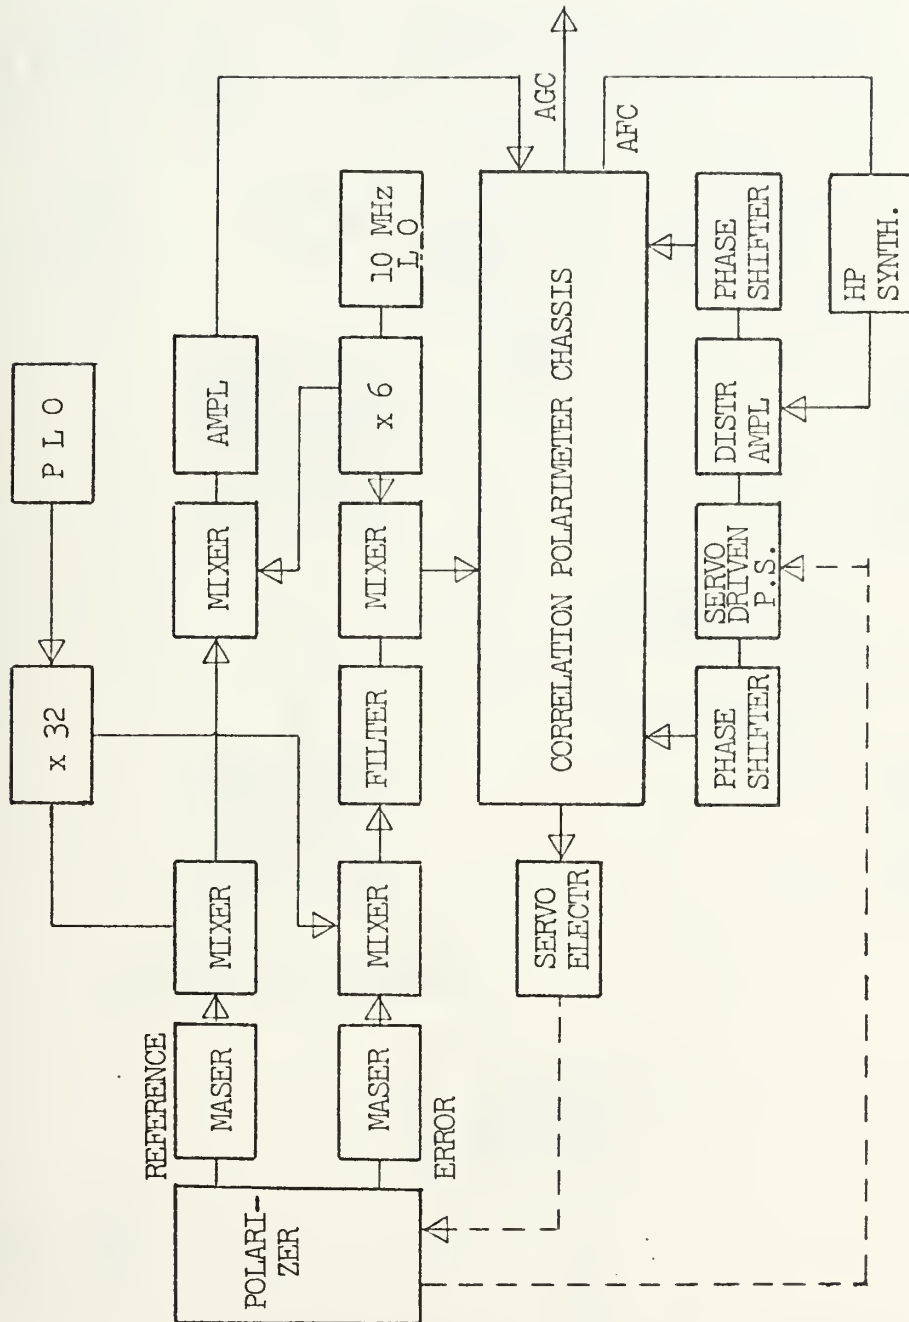 P L O
x 32
REFERENCE
MASER
MIXER
MIXER
AMPL
POLARI-
ZER
ERROR
MASER
MIXER
FILTER
MIXER
x 6
10 MHz
L O
SERVO
ELECTR
CORRELATION POLARIMETER CHASSIS
AGC
AFC
PHASE
SHIFTER
SERVO
DRIVEN
P.S.
DISTR
AMPL
PHASE
SHIFTER
HP
SYNTH.